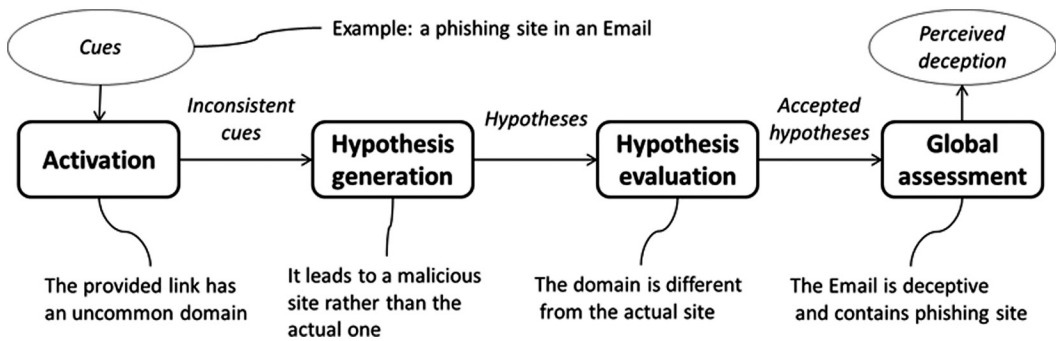 Cues
Example: a phishing site in an Email
Perceived
deception
Inconsistent
cues
Hypotheses
Accepted
hypotheses
Activation
Hypothesis
generation
Hypothesis
evaluation
Global
assessment
The provided link has
an uncommon domain
It leads to a malicious
site rather than the
actual one
The domain is different
from the actual site
The Email is deceptive
and contains phishing site